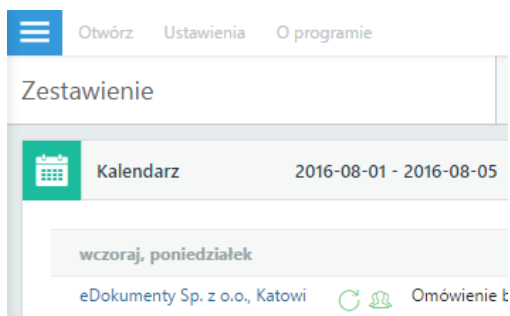 Otwórz Ustawienia O programie
Zestawienie
Kalendarz 2016-08-01 - 2016-08-05
wczoraj, poniedziałek
eDokumenty Sp. z o.o., Katowi Omówienie b